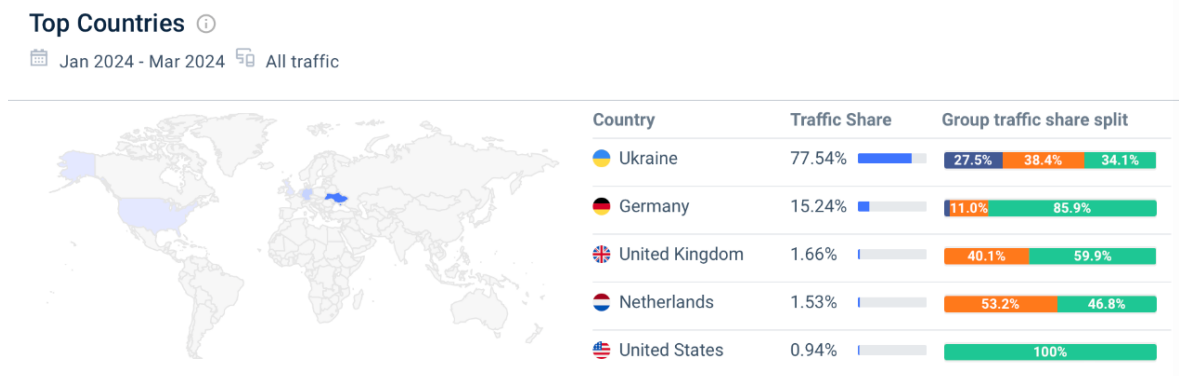 Top Countries
Jan 2024 - Mar 2024 All traffic
Country Traffic Share Group traffic share split
Ukraine 77.54% 27.5% 38.4% 34.1%
Germany 15.24% 11.0% 85.9%
United Kingdom 1.66% 40.1% 59.9%
Netherlands 1.53% 53.2% 46.8%
United States 0.94% 100%